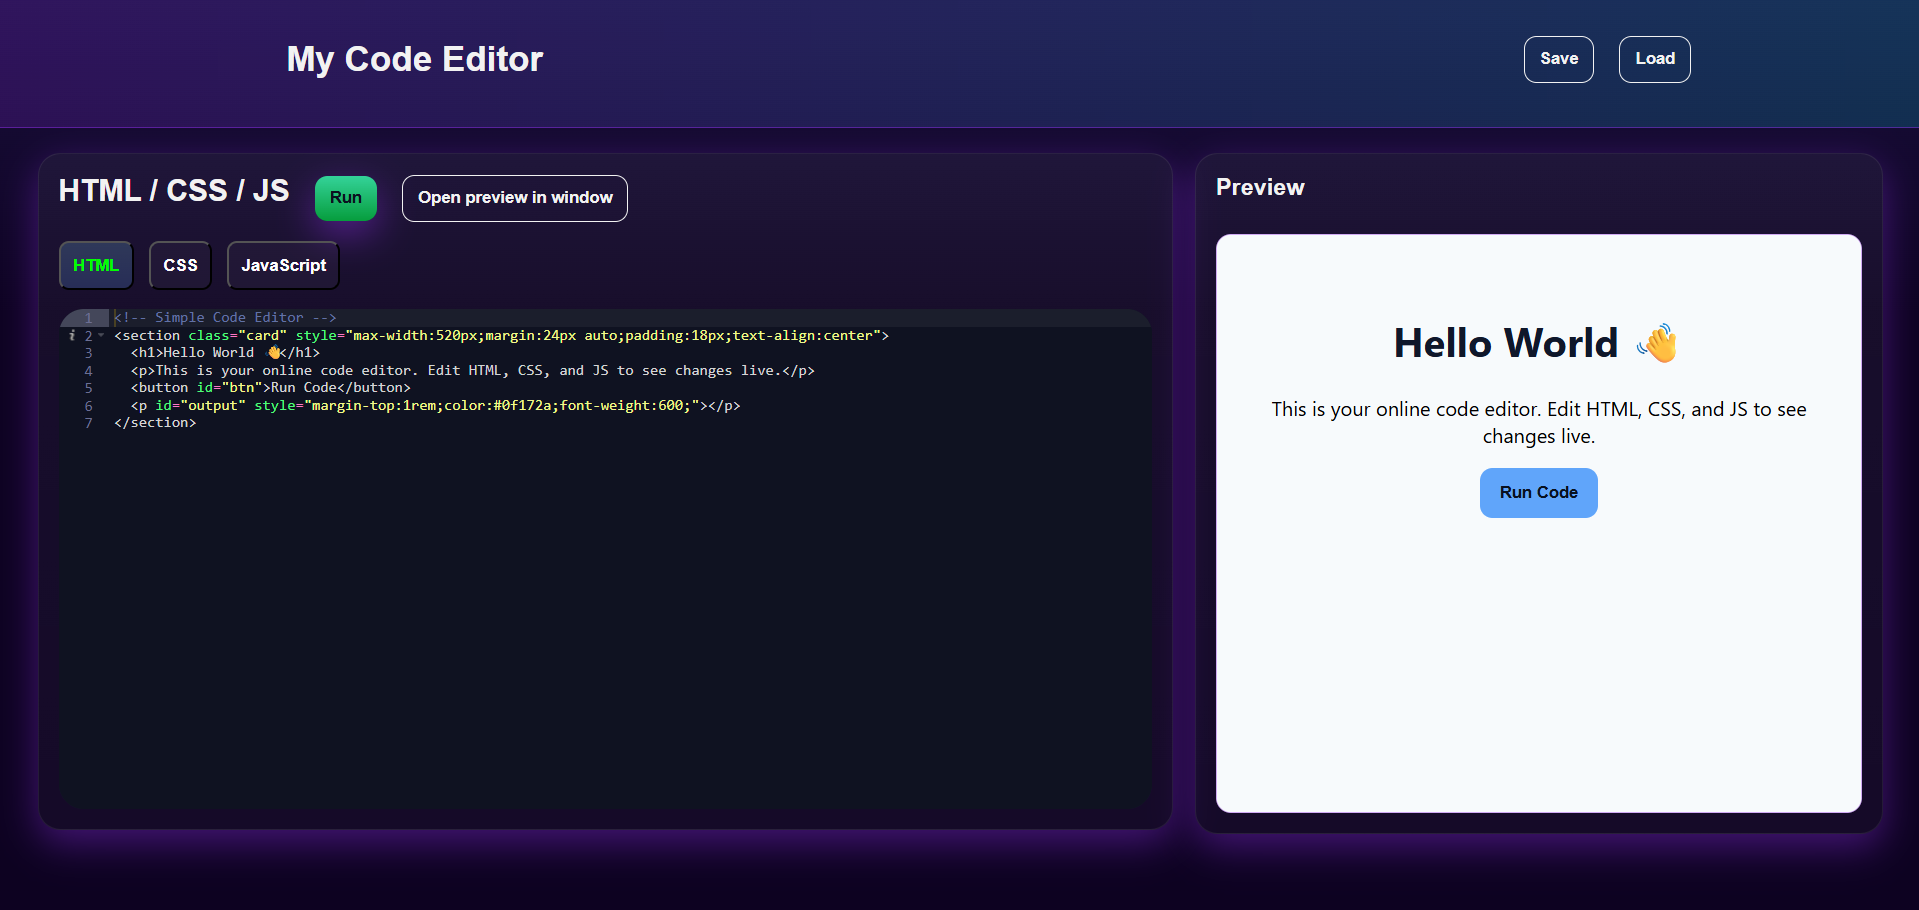 My Code Editor
Save
Load
HTML / CSS / JS
Run
Open preview in window
HTML
CSS
JavaScript
1 <!-- Simple Code Editor -->
2 <section class="card" style="max-width:520px;margin:24px auto;padding:18px;text-align:center">
3   <h1>Hello World 👋</h1>
4   <p>This is your online code editor. Edit HTML, CSS, and JS to see changes live.</p>
5   <button id="btn">Run Code</button>
6   <p id="output" style="margin-top:1rem;color:#0f172a;font-weight:600;"></p>
7 </section>
Preview
Hello World 👋
This is your online code editor. Edit HTML, CSS, and JS to see
changes live.
Run Code